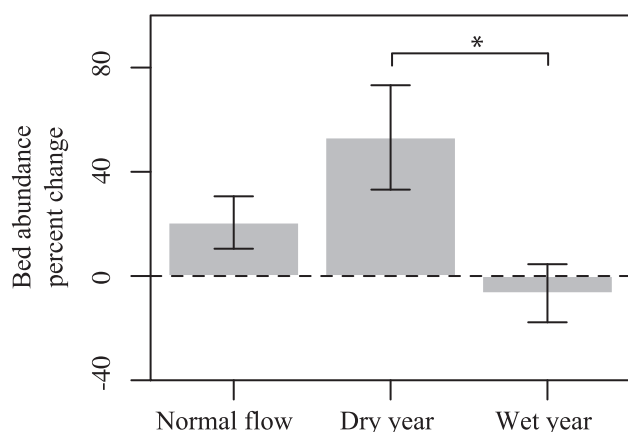 Bed abundance
percent change
80
40
0
-40
*
Normal flow
Dry year
Wet year